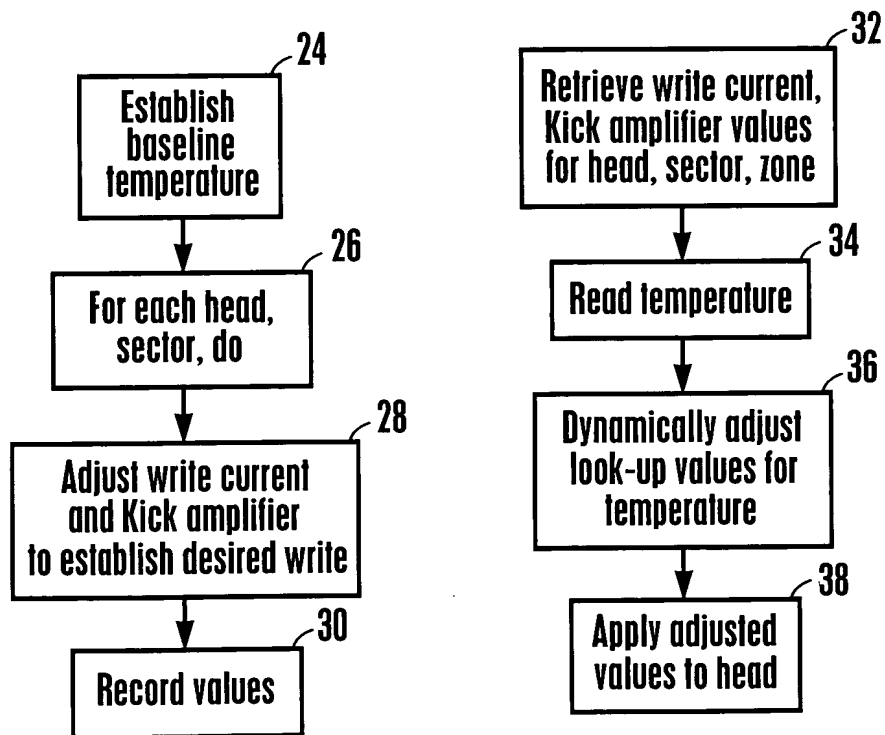 24
Establish
baseline
temperature
26
For each head,
sector, do
28
Adjust write current
and Kick amplifier
to establish desired write
30
Record values
32
Retrieve write current,
Kick amplifier values
for head, sector, zone
34
Read temperature
36
Dynamically adjust
look-up values for
temperature
38
Apply adjusted
values to head